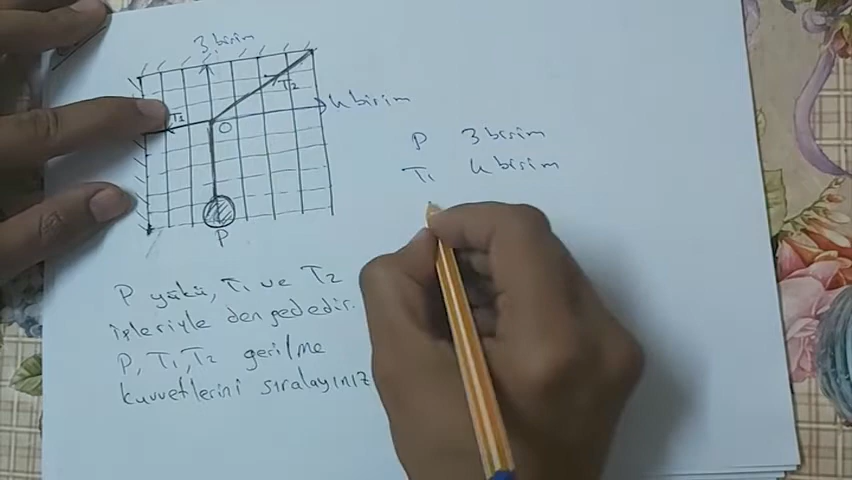 3 birim
T2
4 birim
T1
O
P
P 3 birim
T1 4 birim
P yükü, T1 ve T2
ipleriyle dengededir.
P, T1, T2 gerilme
kuvvetlerini sıralayınız